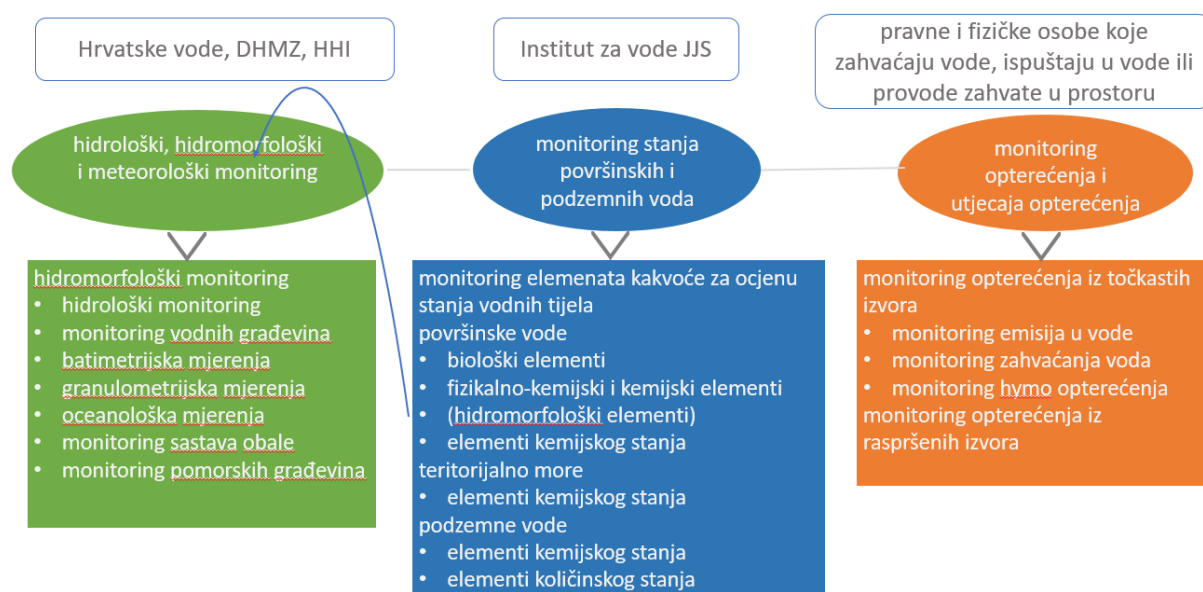 Hrvatske vode, DHMZ, HHI
Institut za vode JJS
pravne i fizičke osobe koje
zahvaćaju vode, ispuštaju u vode ili
provode zahvate u prostoru
hidrološki, hidromorfološki
i meteorološki monitoring
monitoring stanja
površinskih i
podzemnih voda
monitoring
opterećenja i
utjecaja opterećenja
hidromorfološki monitoring
• hidrološki monitoring
• monitoring vodnih građevina
• batimetrijska mjerenja
• granulometrijska mjerenja
• oceanološka mjerenja
• monitoring sastava obale
• monitoring pomorskih građevina
monitoring elemenata kakvoće za ocjenu
stanja vodnih tijela
površinske vode
• biološki elementi
• fizikalno-kemijski i kemijski elementi
• (hidromorfološki elementi)
• elementi kemijskog stanja
teritorijalno more
• elementi kemijskog stanja
podzemne vode
• elementi kemijskog stanja
• elementi količinskog stanja
monitoring opterećenja iz točkastih
izvora
• monitoring emisija u vode
• monitoring zahvaćanja voda
• monitoring hymo opterećenja
monitoring opterećenja iz
raspršenih izvora